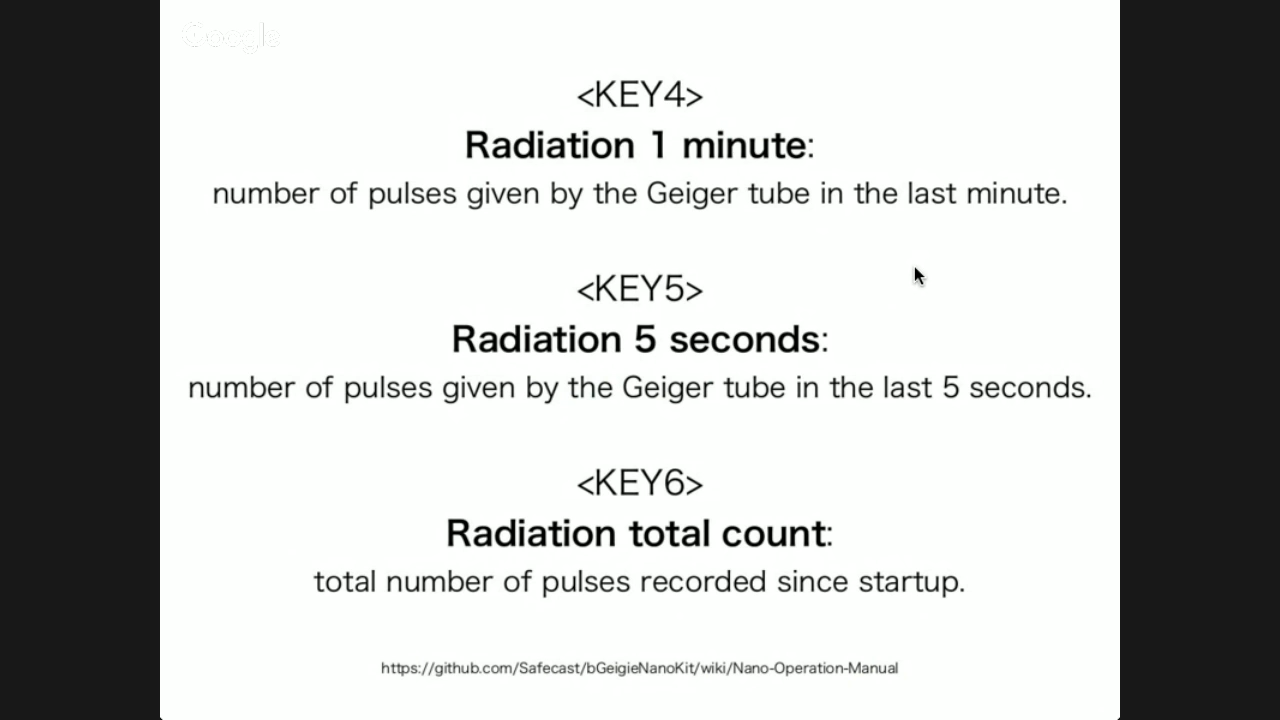 Google
<KEY4>
Radiation 1 minute:
number of pulses given by the Geiger tube in the last minute.
<KEY5>
Radiation 5 seconds:
number of pulses given by the Geiger tube in the last 5 seconds.
<KEY6>
Radiation total count:
total number of pulses recorded since startup.
https://github.com/Safecast/bGeigieNanoKit/wiki/Nano-Operation-Manual